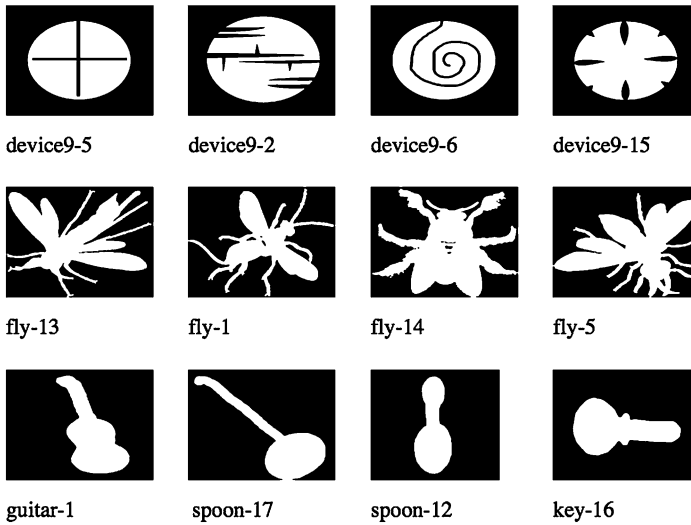 device9-5 device9-2 device9-6 device9-15
fly-13 fly-1 fly-14 fly-5
guitar-1 spoon-17 spoon-12 key-16